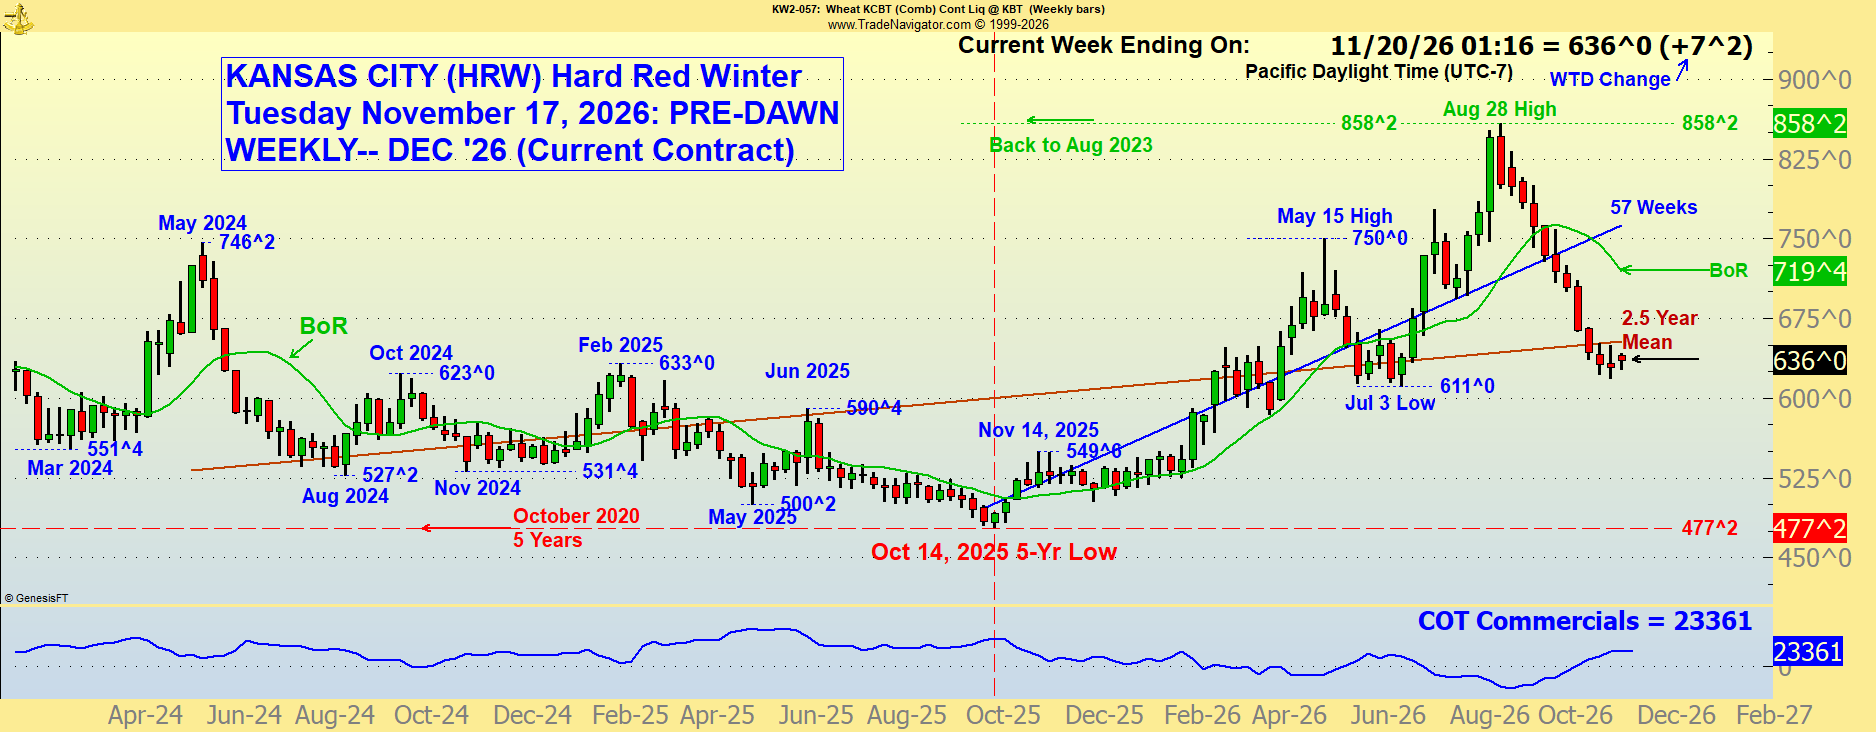 KW2-057: Wheat KCBT (Comb) Cont Liq @ KBT (Weekly bars)
www.TradeNavigator.com © 1999-2026
Current Week Ending On: 11/20/26 01:16 = 636^0 (+7^2)
Pacific Daylight Time (UTC-7)
WTD Change
KANSAS CITY (HRW) Hard Red Winter
Tuesday November 17, 2026: PRE-DAWN
WEEKLY-- DEC '26 (Current Contract)
900^0
Aug 28 High
858^2
858^2
858^2
Back to Aug 2023
825^0
57 Weeks
May 15 High
750^0
750^0
May 2024
746^2
BoR
719^4
2.5 Year
Mean
675^0
636^0
BoR
Oct 2024
623^0
Feb 2025
633^0
Jun 2025
590^4
611^0
Jul 3 Low
600^0
Nov 14, 2025
549^6
551^4
Mar 2024
527^2
Aug 2024
531^4
Nov 2024
500^2
May 2025
525^0
October 2020
5 Years
477^2
477^2
Oct 14, 2025 5-Yr Low
450^0
© GenesisFT
COT Commercials = 23361
23361
0
Apr-24 Jun-24 Aug-24 Oct-24 Dec-24 Feb-25 Apr-25 Jun-25 Aug-25 Oct-25 Dec-25 Feb-26 Apr-26 Jun-26 Aug-26 Oct-26 Dec-26 Feb-27